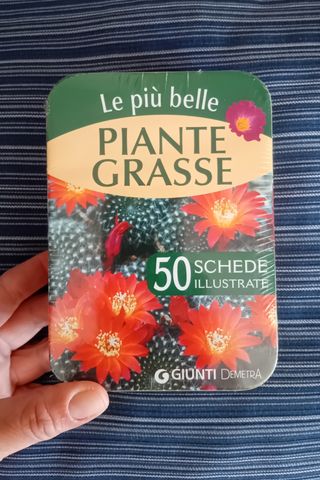 Le più belle
PIANTE
GRASSE
50 SCHEDE
ILLUSTRATE
GIUNTI DEMETRA